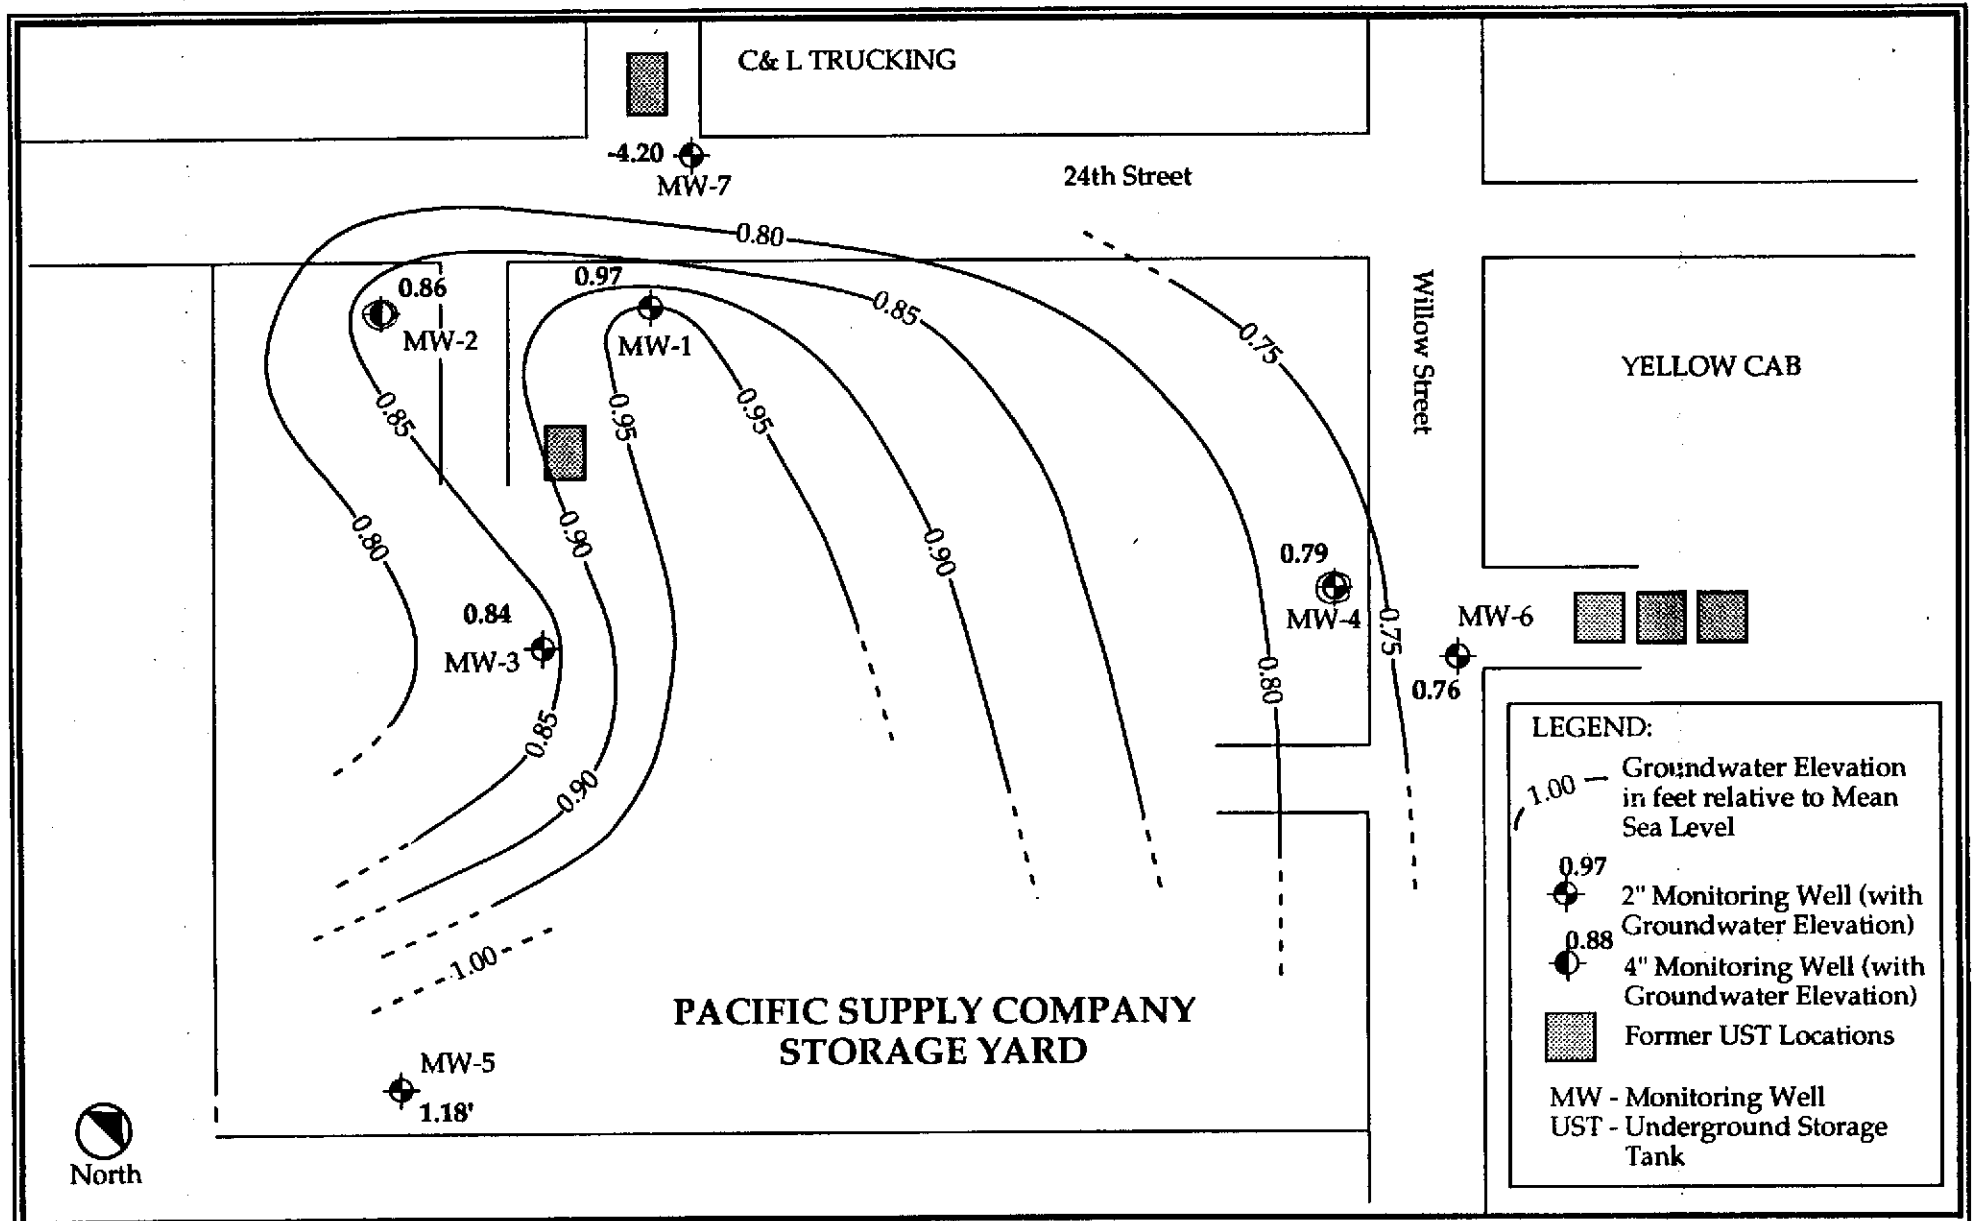 C& L TRUCKING
-4.20
MW-7
24th Street
0.80
0.97
0.86
MW-2
MW-1
0.85
0.75
Willow Street
YELLOW CAB
0.85
0.95
0.95
0.80
0.90
0.90
0.79
MW-4
0.75
MW-6
0.76
0.84
MW-3
0.80
0.85
0.90
1.00
PACIFIC SUPPLY COMPANY
STORAGE YARD
MW-5
1.18'
North
LEGEND:
1.00
Groundwater Elevation
in feet relative to Mean
Sea Level
0.97
2" Monitoring Well (with
Groundwater Elevation)
0.88
4" Monitoring Well (with
Groundwater Elevation)
Former UST Locations
MW - Monitoring Well
UST - Underground Storage
Tank